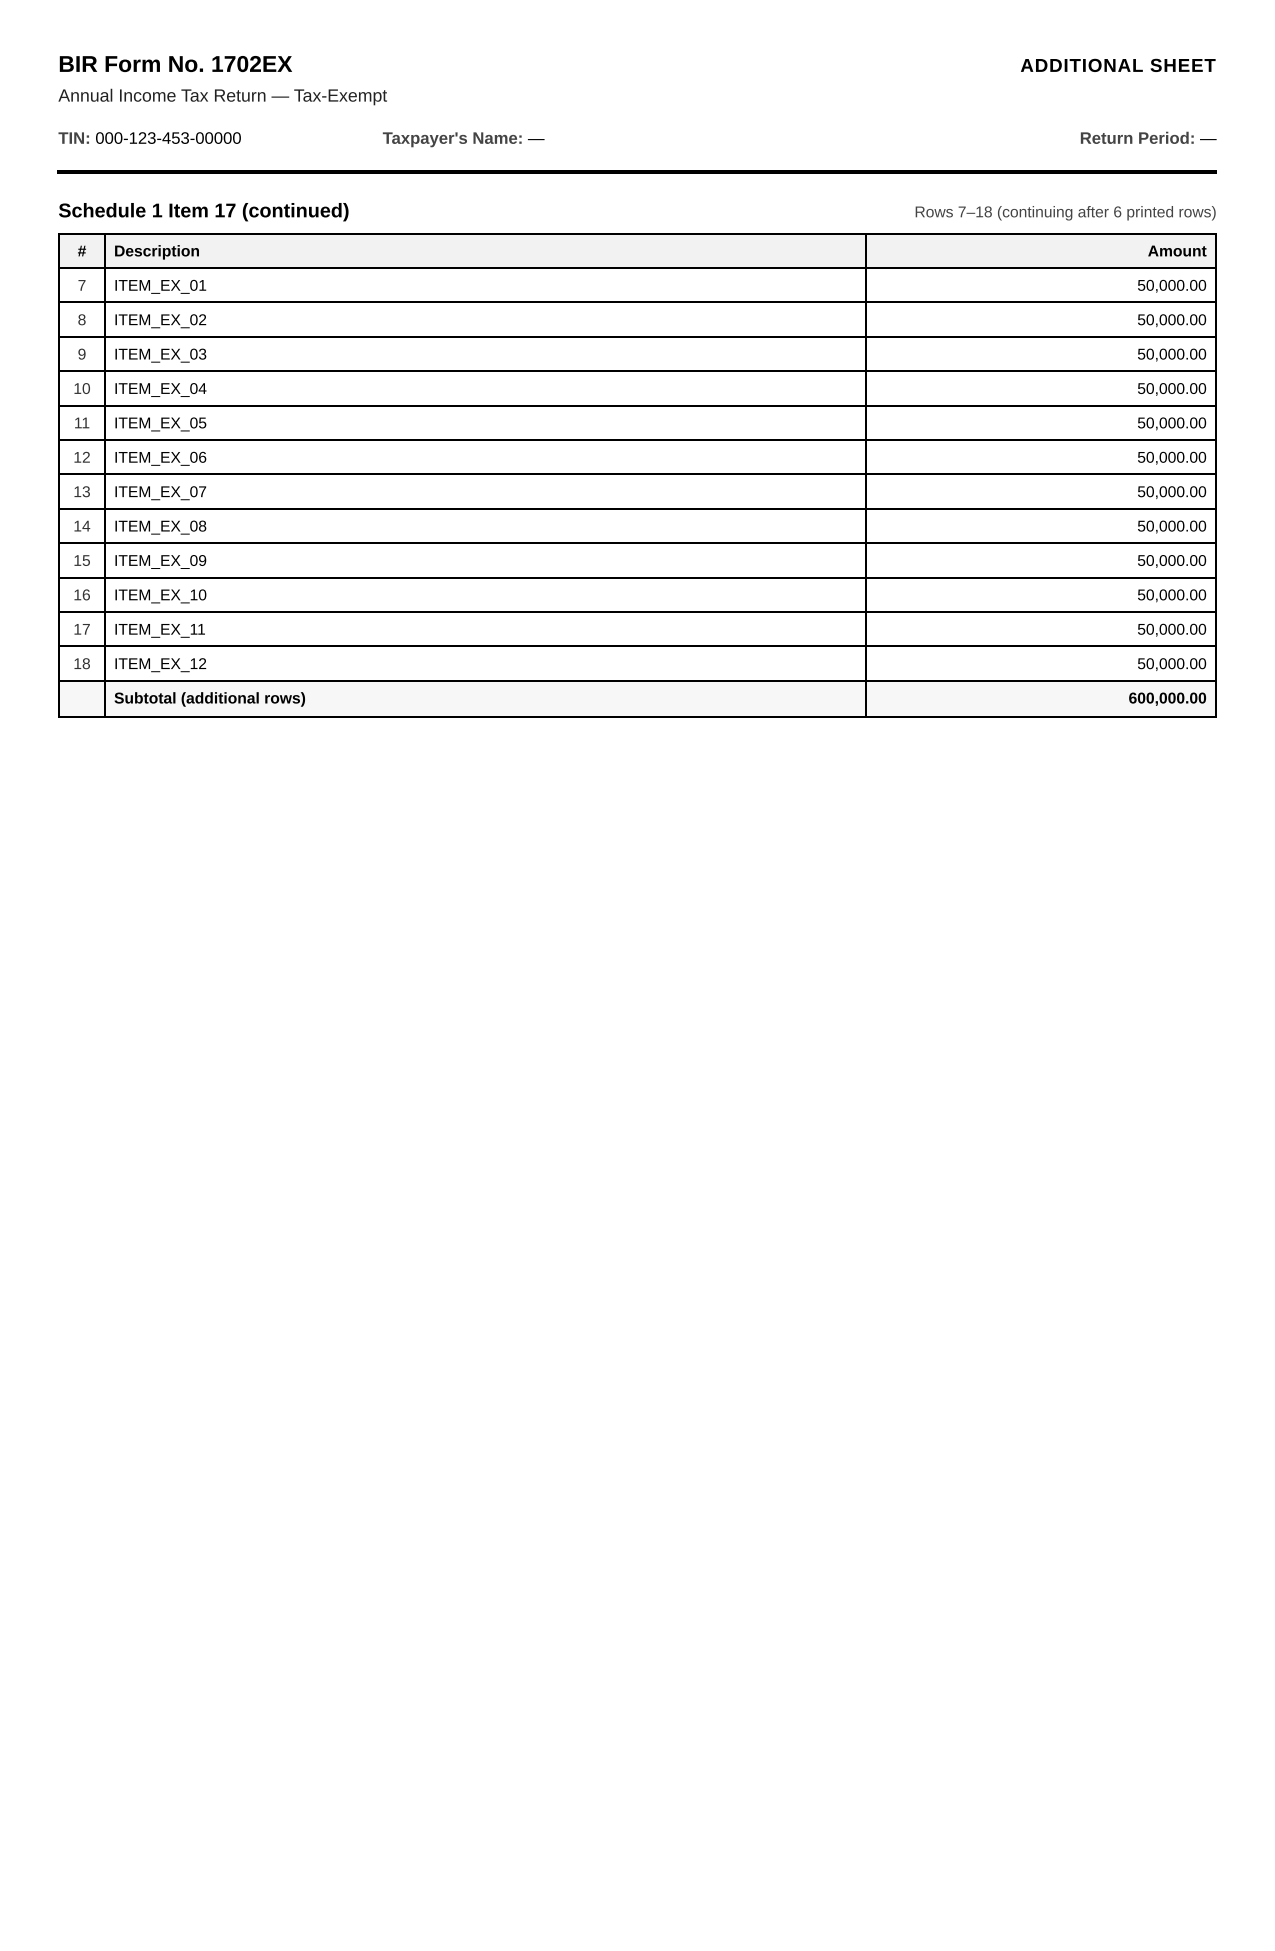 BIR Form No. 1702EX
ADDITIONAL SHEET
Annual Income Tax Return — Tax-Exempt
TIN: 000-123-453-00000 Taxpayer's Name: — Return Period: —
Schedule 1 Item 17 (continued) Rows 7–18 (continuing after 6 printed rows)
# Description Amount
7 ITEM_EX_01 50,000.00
8 ITEM_EX_02 50,000.00
9 ITEM_EX_03 50,000.00
10 ITEM_EX_04 50,000.00
11 ITEM_EX_05 50,000.00
12 ITEM_EX_06 50,000.00
13 ITEM_EX_07 50,000.00
14 ITEM_EX_08 50,000.00
15 ITEM_EX_09 50,000.00
16 ITEM_EX_10 50,000.00
17 ITEM_EX_11 50,000.00
18 ITEM_EX_12 50,000.00
Subtotal (additional rows) 600,000.00